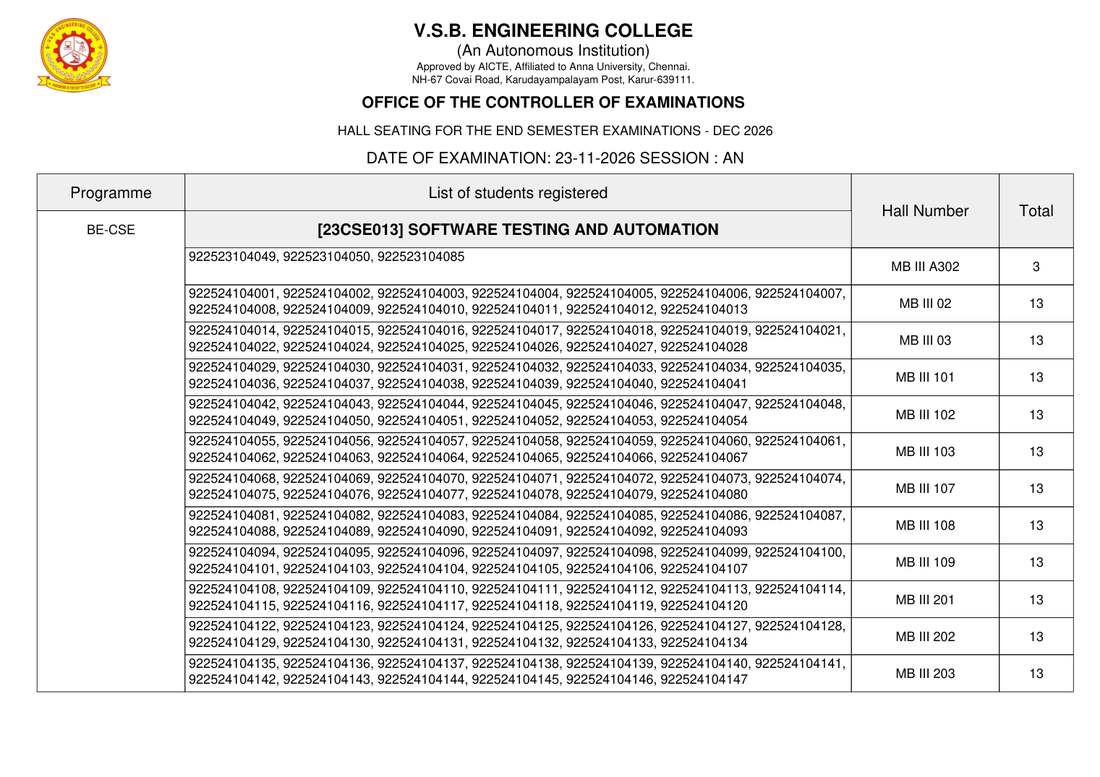 V.S.B. ENGINEERING COLLEGE
(An Autonomous Institution)
Approved by AICTE, Affiliated to Anna University, Chennai.
NH-67 Covai Road, Karudayampalayam Post, Karur-639111.
OFFICE OF THE CONTROLLER OF EXAMINATIONS
HALL SEATING FOR THE END SEMESTER EXAMINATIONS - DEC 2026
DATE OF EXAMINATION: 23-11-2026 SESSION : AN
Programme
List of students registered
Hall Number
Total
BE-CSE
[23CSE013] SOFTWARE TESTING AND AUTOMATION
922523104049, 922523104050, 922523104085
MB III A302
3
922524104001, 922524104002, 922524104003, 922524104004, 922524104005, 922524104006, 922524104007,
922524104008, 922524104009, 922524104010, 922524104011, 922524104012, 922524104013
MB III 02
13
922524104014, 922524104015, 922524104016, 922524104017, 922524104018, 922524104019, 922524104021,
922524104022, 922524104024, 922524104025, 922524104026, 922524104027, 922524104028
MB III 03
13
922524104029, 922524104030, 922524104031, 922524104032, 922524104033, 922524104034, 922524104035,
922524104036, 922524104037, 922524104038, 922524104039, 922524104040, 922524104041
MB III 101
13
922524104042, 922524104043, 922524104044, 922524104045, 922524104046, 922524104047, 922524104048,
922524104049, 922524104050, 922524104051, 922524104052, 922524104053, 922524104054
MB III 102
13
922524104055, 922524104056, 922524104057, 922524104058, 922524104059, 922524104060, 922524104061,
922524104062, 922524104063, 922524104064, 922524104065, 922524104066, 922524104067
MB III 103
13
922524104068, 922524104069, 922524104070, 922524104071, 922524104072, 922524104073, 922524104074,
922524104075, 922524104076, 922524104077, 922524104078, 922524104079, 922524104080
MB III 107
13
922524104081, 922524104082, 922524104083, 922524104084, 922524104085, 922524104086, 922524104087,
922524104088, 922524104089, 922524104090, 922524104091, 922524104092, 922524104093
MB III 108
13
922524104094, 922524104095, 922524104096, 922524104097, 922524104098, 922524104099, 922524104100,
922524104101, 922524104103, 922524104104, 922524104105, 922524104106, 922524104107
MB III 109
13
922524104108, 922524104109, 922524104110, 922524104111, 922524104112, 922524104113, 922524104114,
922524104115, 922524104116, 922524104117, 922524104118, 922524104119, 922524104120
MB III 201
13
922524104122, 922524104123, 922524104124, 922524104125, 922524104126, 922524104127, 922524104128,
922524104129, 922524104130, 922524104131, 922524104132, 922524104133, 922524104134
MB III 202
13
922524104135, 922524104136, 922524104137, 922524104138, 922524104139, 922524104140, 922524104141,
922524104142, 922524104143, 922524104144, 922524104145, 922524104146, 922524104147
MB III 203
13